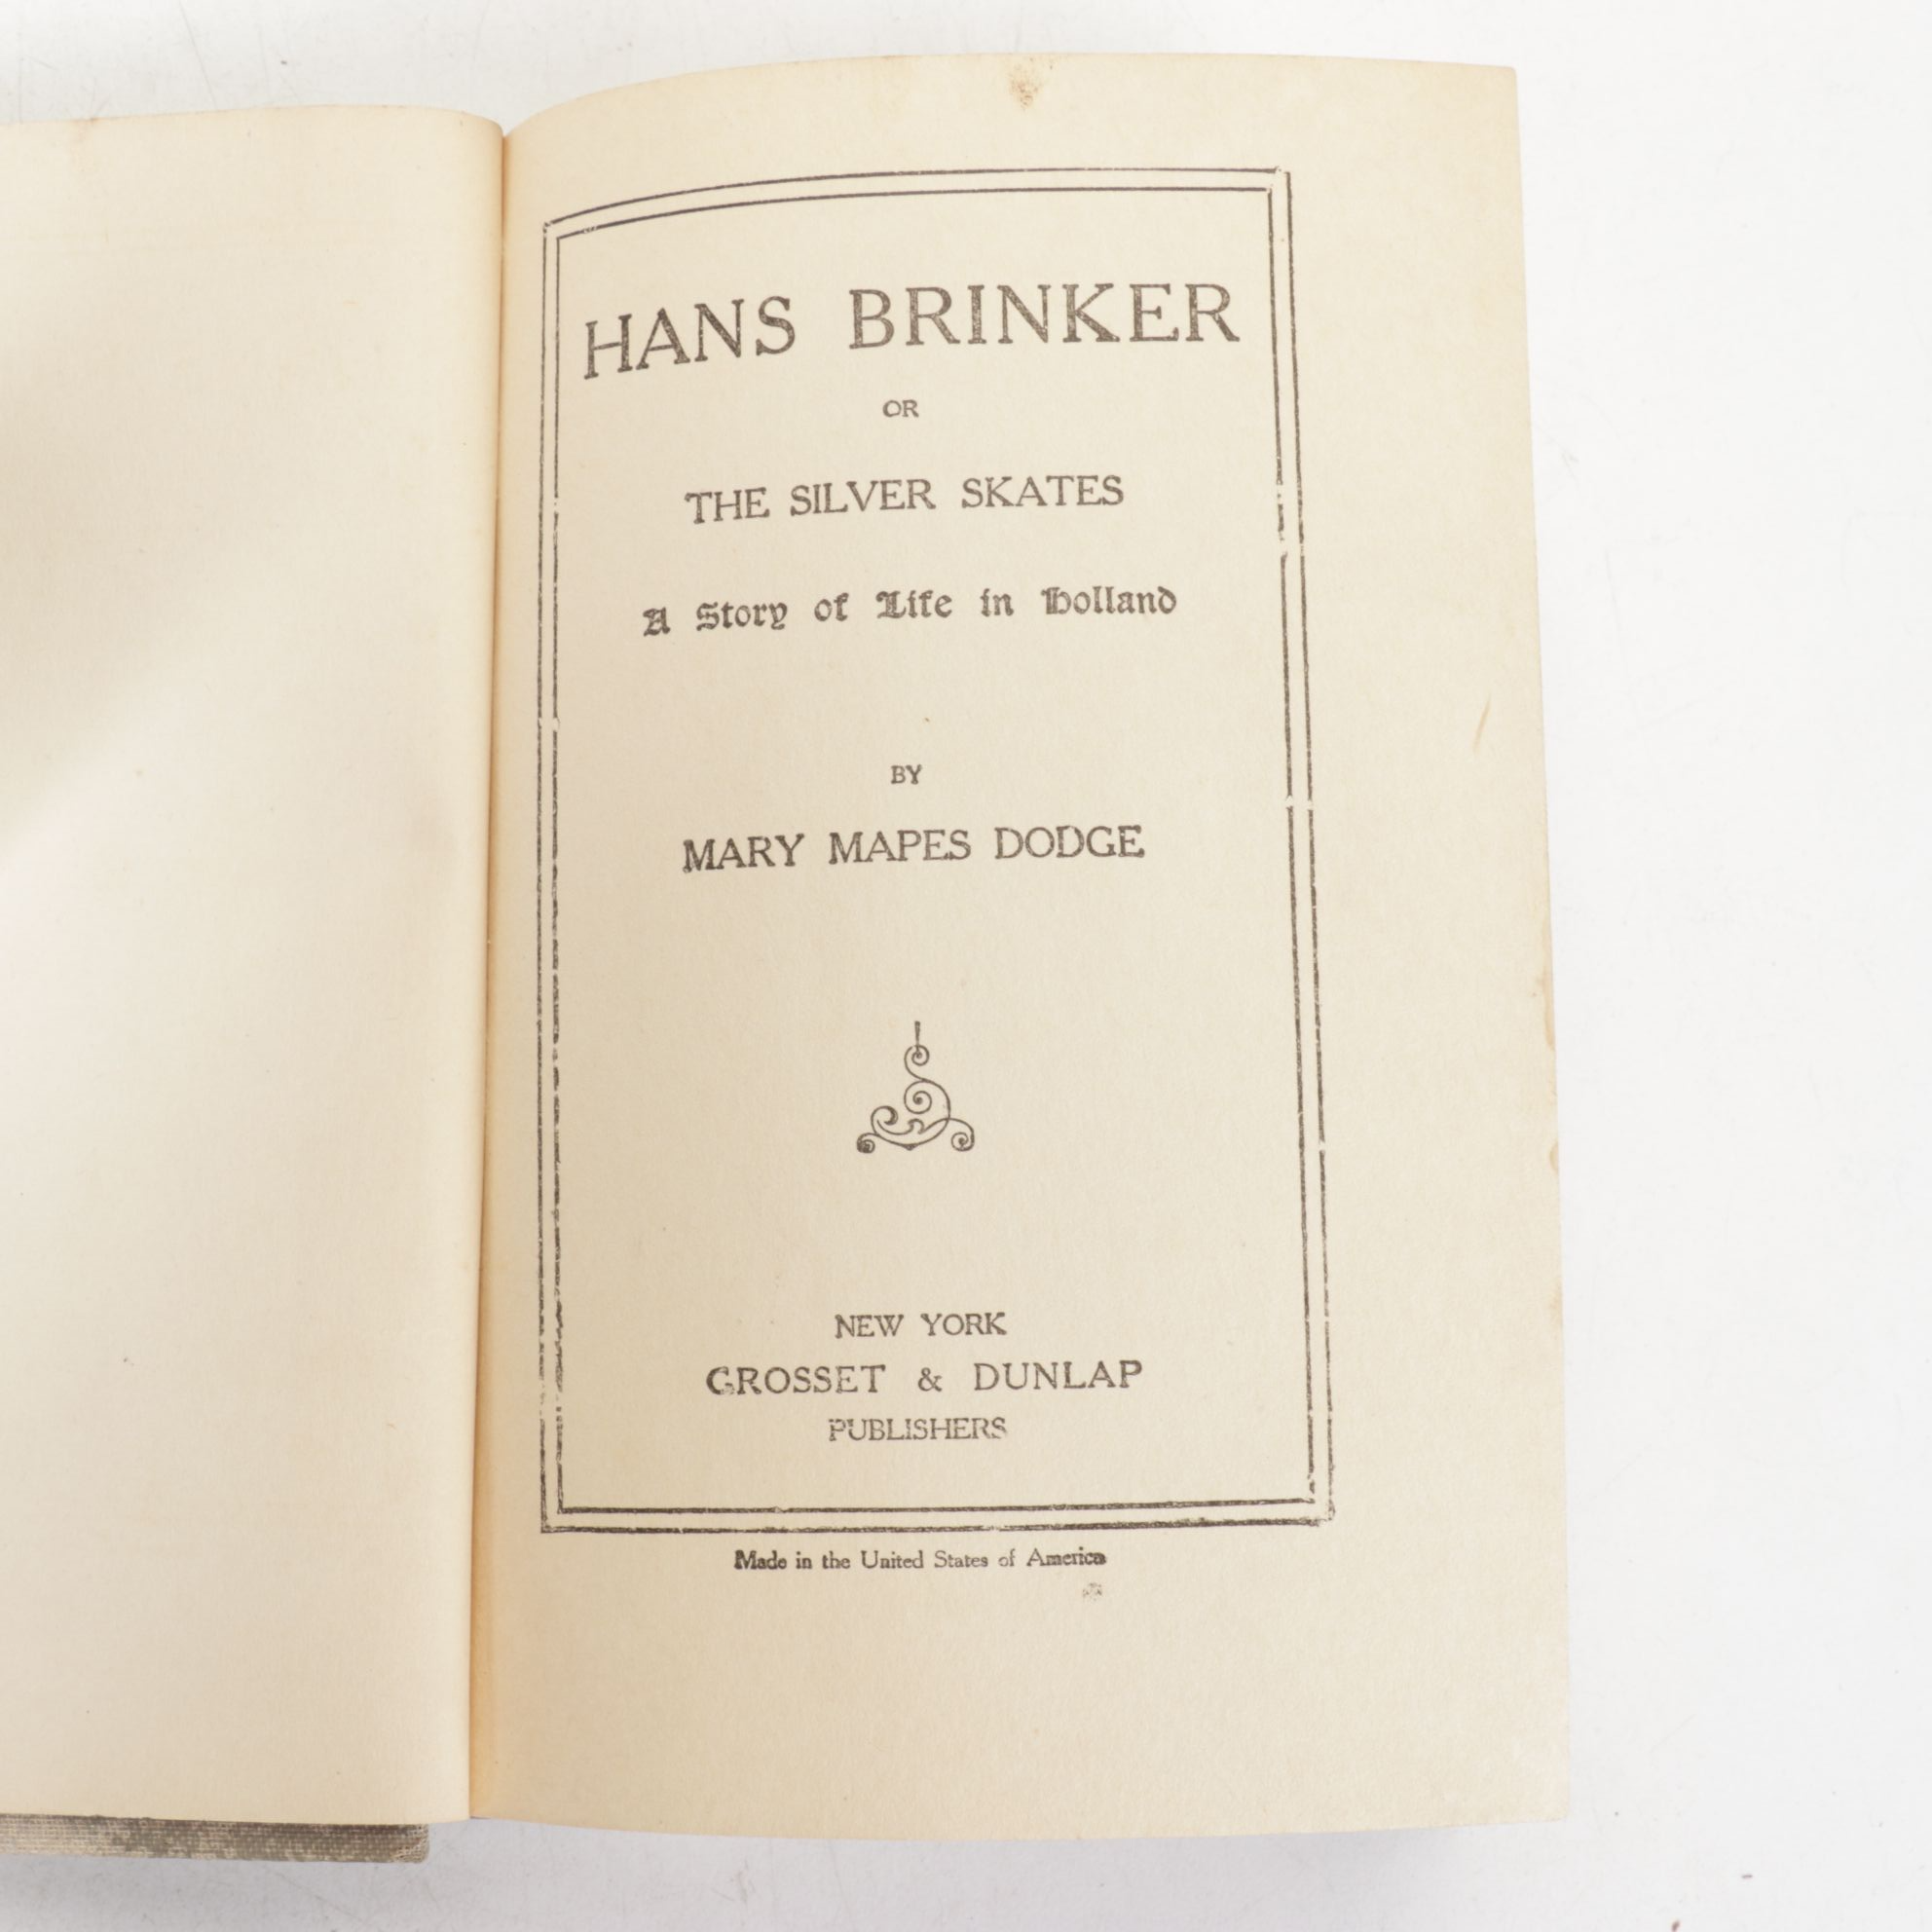 HANS BRINKER
OR
THE SILVER SKATES
A Story of Life in Holland
BY
MARY MAPES DODGE
NEW YORK
GROSSET & DUNLAP
PUBLISHERS
Made in the United States of America